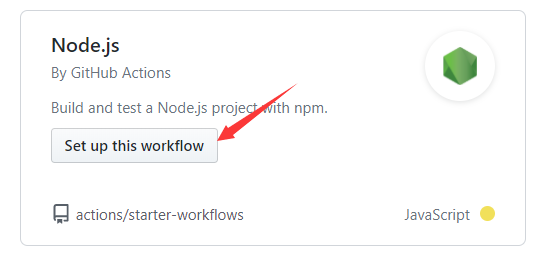 Node.js
By GitHub Actions
Build and test a Node.js project with npm.
Set up this workflow
actions/starter-workflows
JavaScript